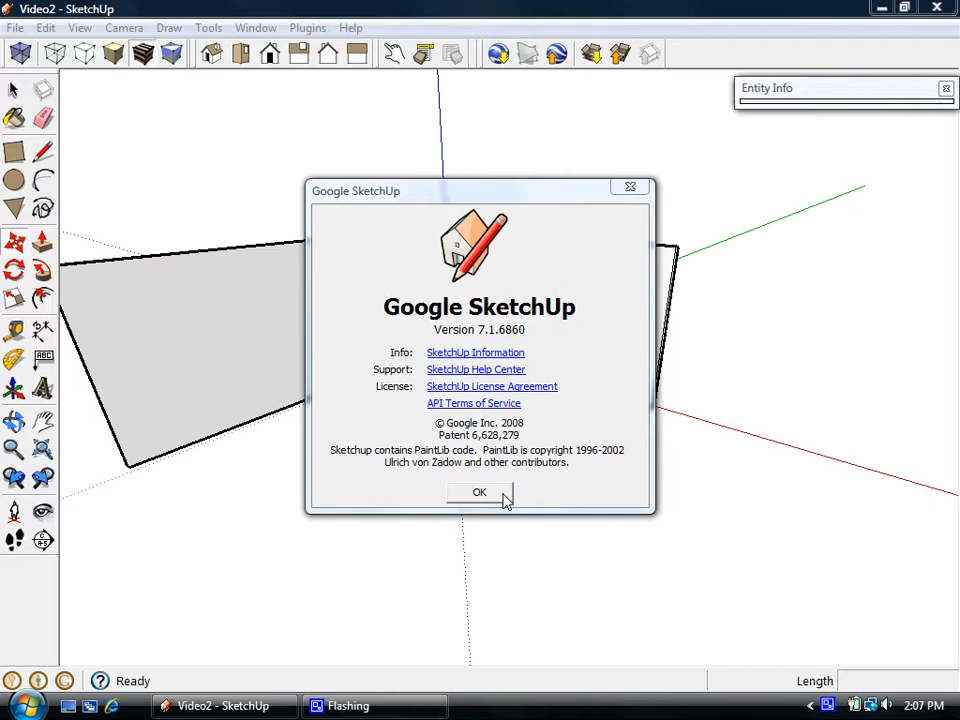 Video2 - SketchUp
File Edit View Camera Draw Tools Window Plugins Help
Entity Info
Google SketchUp
Google SketchUp
Version 7.1.6860
Info: SketchUp Information
Support: SketchUp Help Center
License: SketchUp License Agreement
API Terms of Service
© Google Inc. 2008
Patent 6,628,279
Sketchup contains PaintLib code. PaintLib is copyright 1996-2002
Ulrich von Zadow and other contributors.
OK
ABC
Ready
Length
Video2 - SketchUp
Flashing
2:07 PM